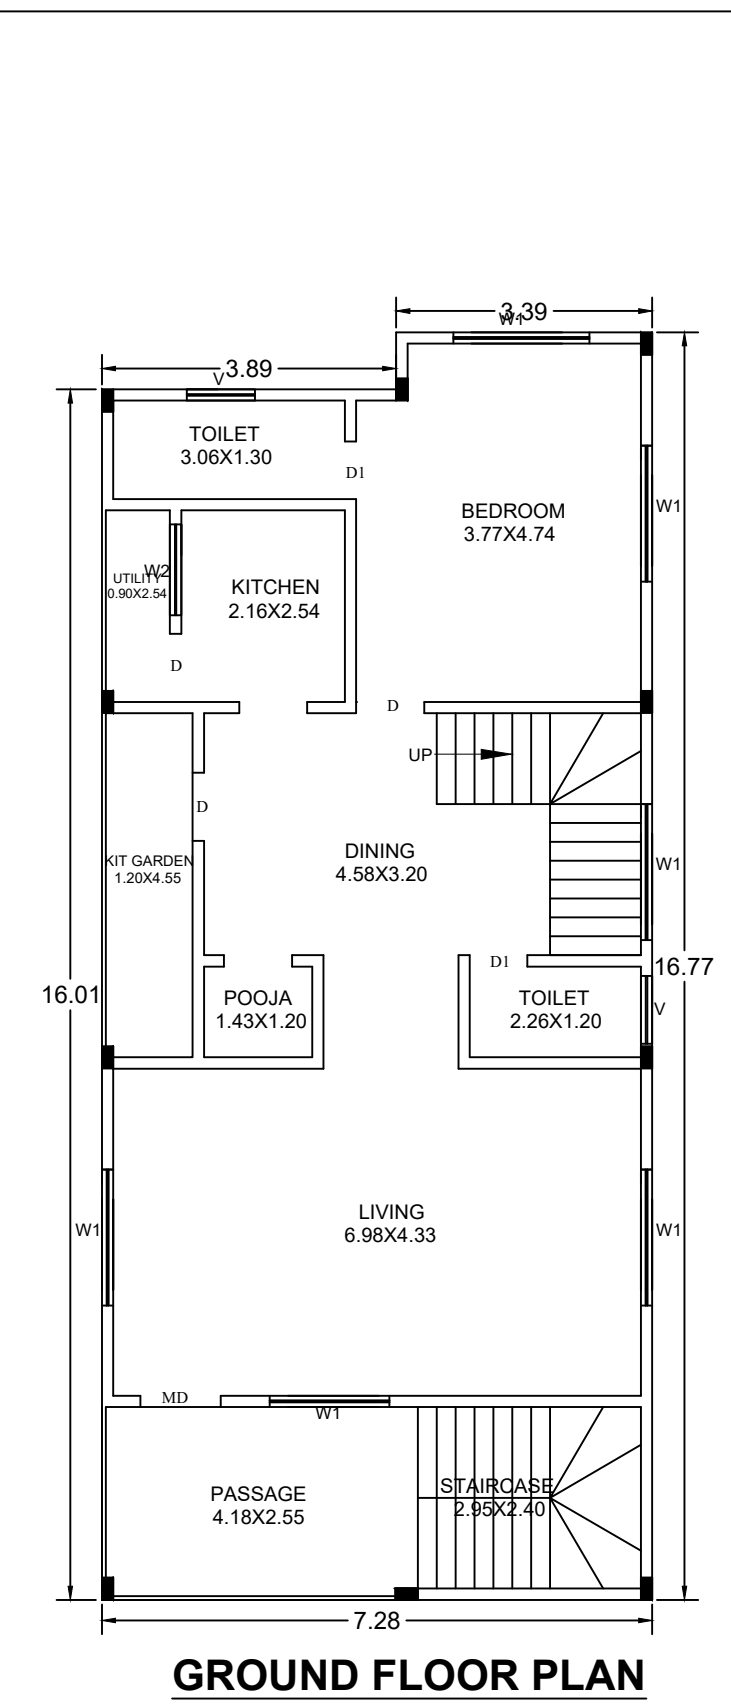 3.39
W1
3.89
V
TOILET
3.06X1.30
D1
BEDROOM
3.77X4.74
W1
W2
UTILITY
0.90X2.54
KITCHEN
2.16X2.54
D
D
UP
D
DINING
4.58X3.20
KIT GARDEN
1.20X4.55
W1
D1
16.77
16.01
POOJA
1.43X1.20
TOILET
2.26X1.20
V
LIVING
6.98X4.33
W1
W1
MD
W1
PASSAGE
4.18X2.55
STAIRCASE
2.95X2.40
7.28
GROUND FLOOR PLAN